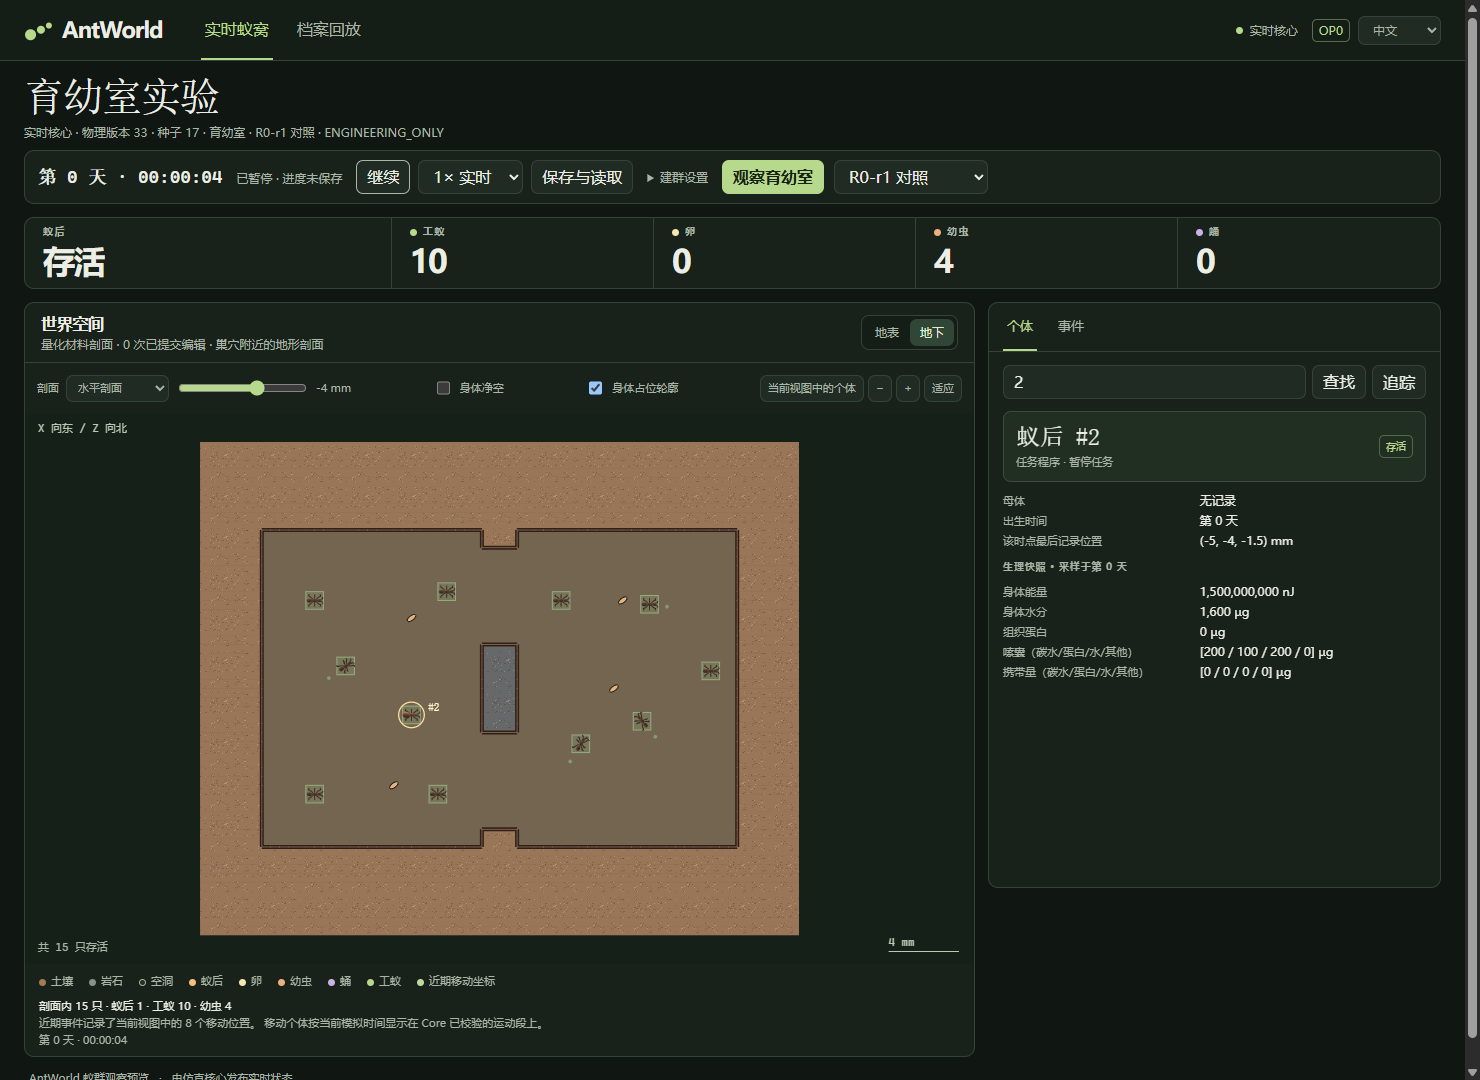 AntWorld 实时蚁窝 档案回放 实时核心 OP0 中文
育幼室实验
实时核心 · 物理版本 33 · 种子 17 · 育幼室 · R0-r1 对照 · ENGINEERING_ONLY
第 0 天 · 00:00:04 已暂停 · 进度未保存 继续 1× 实时 保存与读取 建群设置 观察育幼室 R0-r1 对照
蚁后 工蚁 卵 幼虫 蛹
存活 10 0 4 0
世界空间
量化材料剖面 · 0 次已提交编辑 · 巢穴附近的地形剖面
地表 地下
剖面 水平剖面 -4 mm 身体净空 身体占位轮廓 当前视图中的个体 − + 适应
X 向东 / Z 向北
#2
共 15 只存活
4 mm
土壤 岩石 空洞 蚁后 卵 幼虫 蛹 工蚁 近期移动坐标
剖面内 15 只 · 蚁后 1 · 工蚁 10 · 幼虫 4
近期事件记录了当前视图中的 8 个移动位置。 移动个体按当前模拟时间显示在 Core 已校验的运动段上。
第 0 天 · 00:00:04
个体 事件
2 查找 追踪
蚁后 #2
任务程序 · 暂停任务
存活
母体 无记录
出生时间 第 0 天
该时点最后记录位置 (-5, -4, -1.5) mm
生理快照 • 采样于第 0 天
身体能量 1,500,000,000 nJ
身体水分 1,600 µg
组织蛋白 0 µg
嗉囊（碳水/蛋白/水/其他） [200 / 100 / 200 / 0] µg
携带量（碳水/蛋白/水/其他） [0 / 0 / 0 / 0] µg
AntWorld 蚁群观察预览 · 由仿真核心发布实时状态